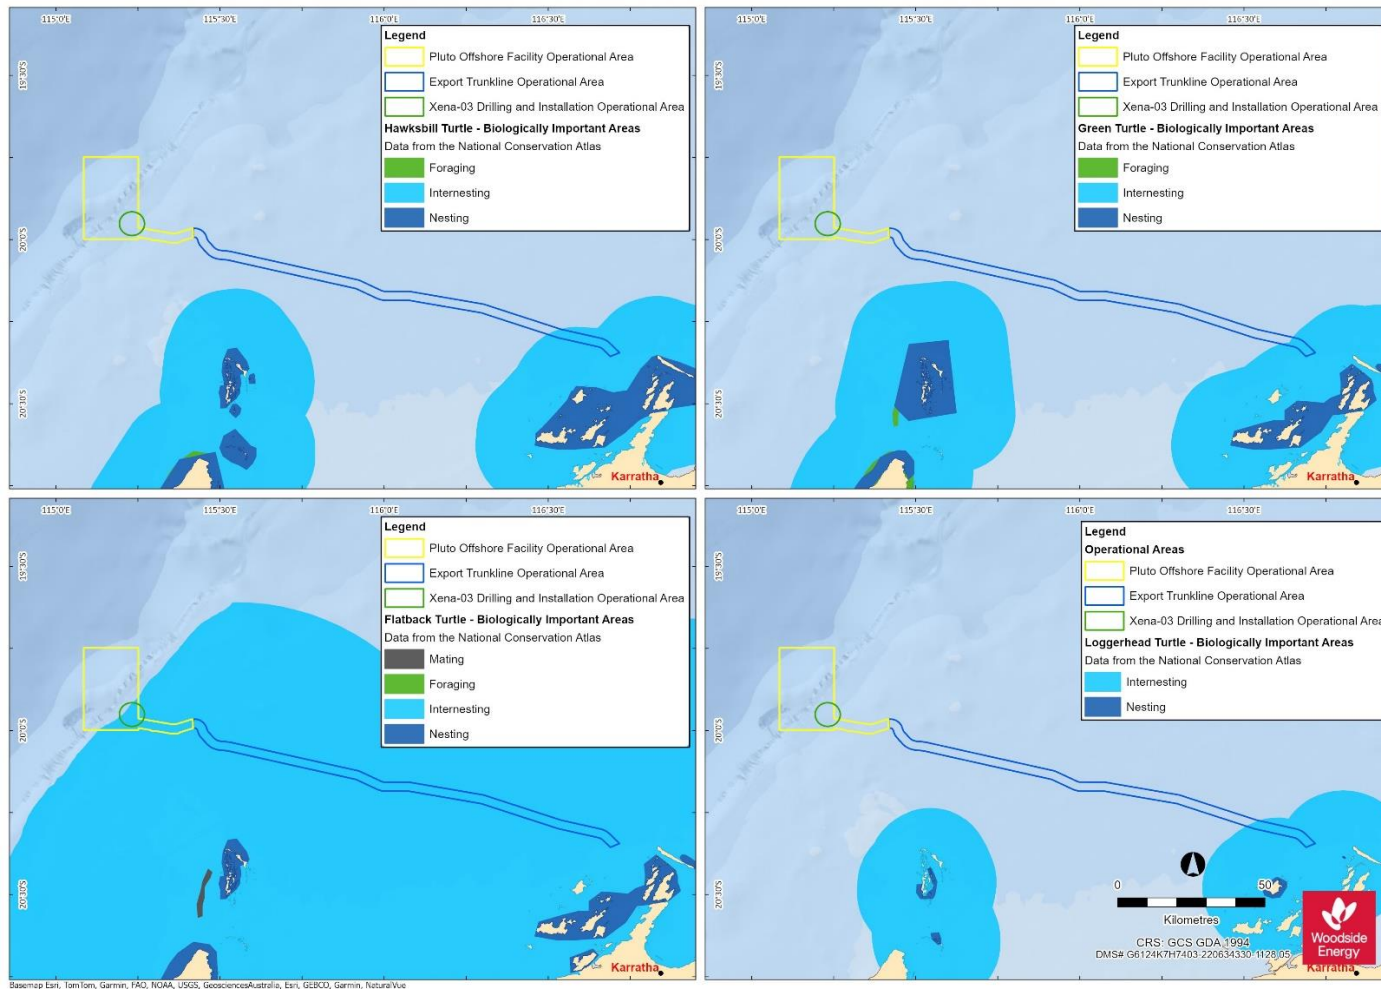 115°0'E 115°30'E 116°0'E 116°30'E
19°30'S
20°0'S
20°30'S
Legend
Pluto Offshore Facility Operational Area
Export Trunkline Operational Area
Xena-03 Drilling and Installation Operational Area
Hawksbill Turtle - Biologically Important Areas
Data from the National Conservation Atlas
Foraging
Internesting
Nesting
Karratha
115°0'E 115°30'E 116°0'E 116°30'E
19°30'S
20°0'S
20°30'S
Legend
Pluto Offshore Facility Operational Area
Export Trunkline Operational Area
Xena-03 Drilling and Installation Operational Area
Green Turtle - Biologically Important Areas
Data from the National Conservation Atlas
Foraging
Internesting
Nesting
Karratha
115°0'E 115°30'E 116°0'E 116°30'E
19°30'S
20°0'S
20°30'S
Legend
Pluto Offshore Facility Operational Area
Export Trunkline Operational Area
Xena-03 Drilling and Installation Operational Area
Flatback Turtle - Biologically Important Areas
Data from the National Conservation Atlas
Mating
Foraging
Internesting
Nesting
Karratha
115°0'E 115°30'E 116°0'E 116°30'E
19°30'S
20°0'S
20°30'S
Legend
Operational Areas
Pluto Offshore Facility Operational Area
Export Trunkline Operational Area
Xena-03 Drilling and Installation Operational Area
Loggerhead Turtle - Biologically Important Areas
Data from the National Conservation Atlas
Internesting
Nesting
0 50
Kilometres
CRS: GCS GDA 1994
DMS# G6124K7H7403-220634330-1128.05
Woodside
Energy
Karratha
Basemap Esri, TomTom, Garmin, FAO, NOAA, USGS, GeosciencesAustralia, Esri, GEBCO, Garmin, NaturalVue